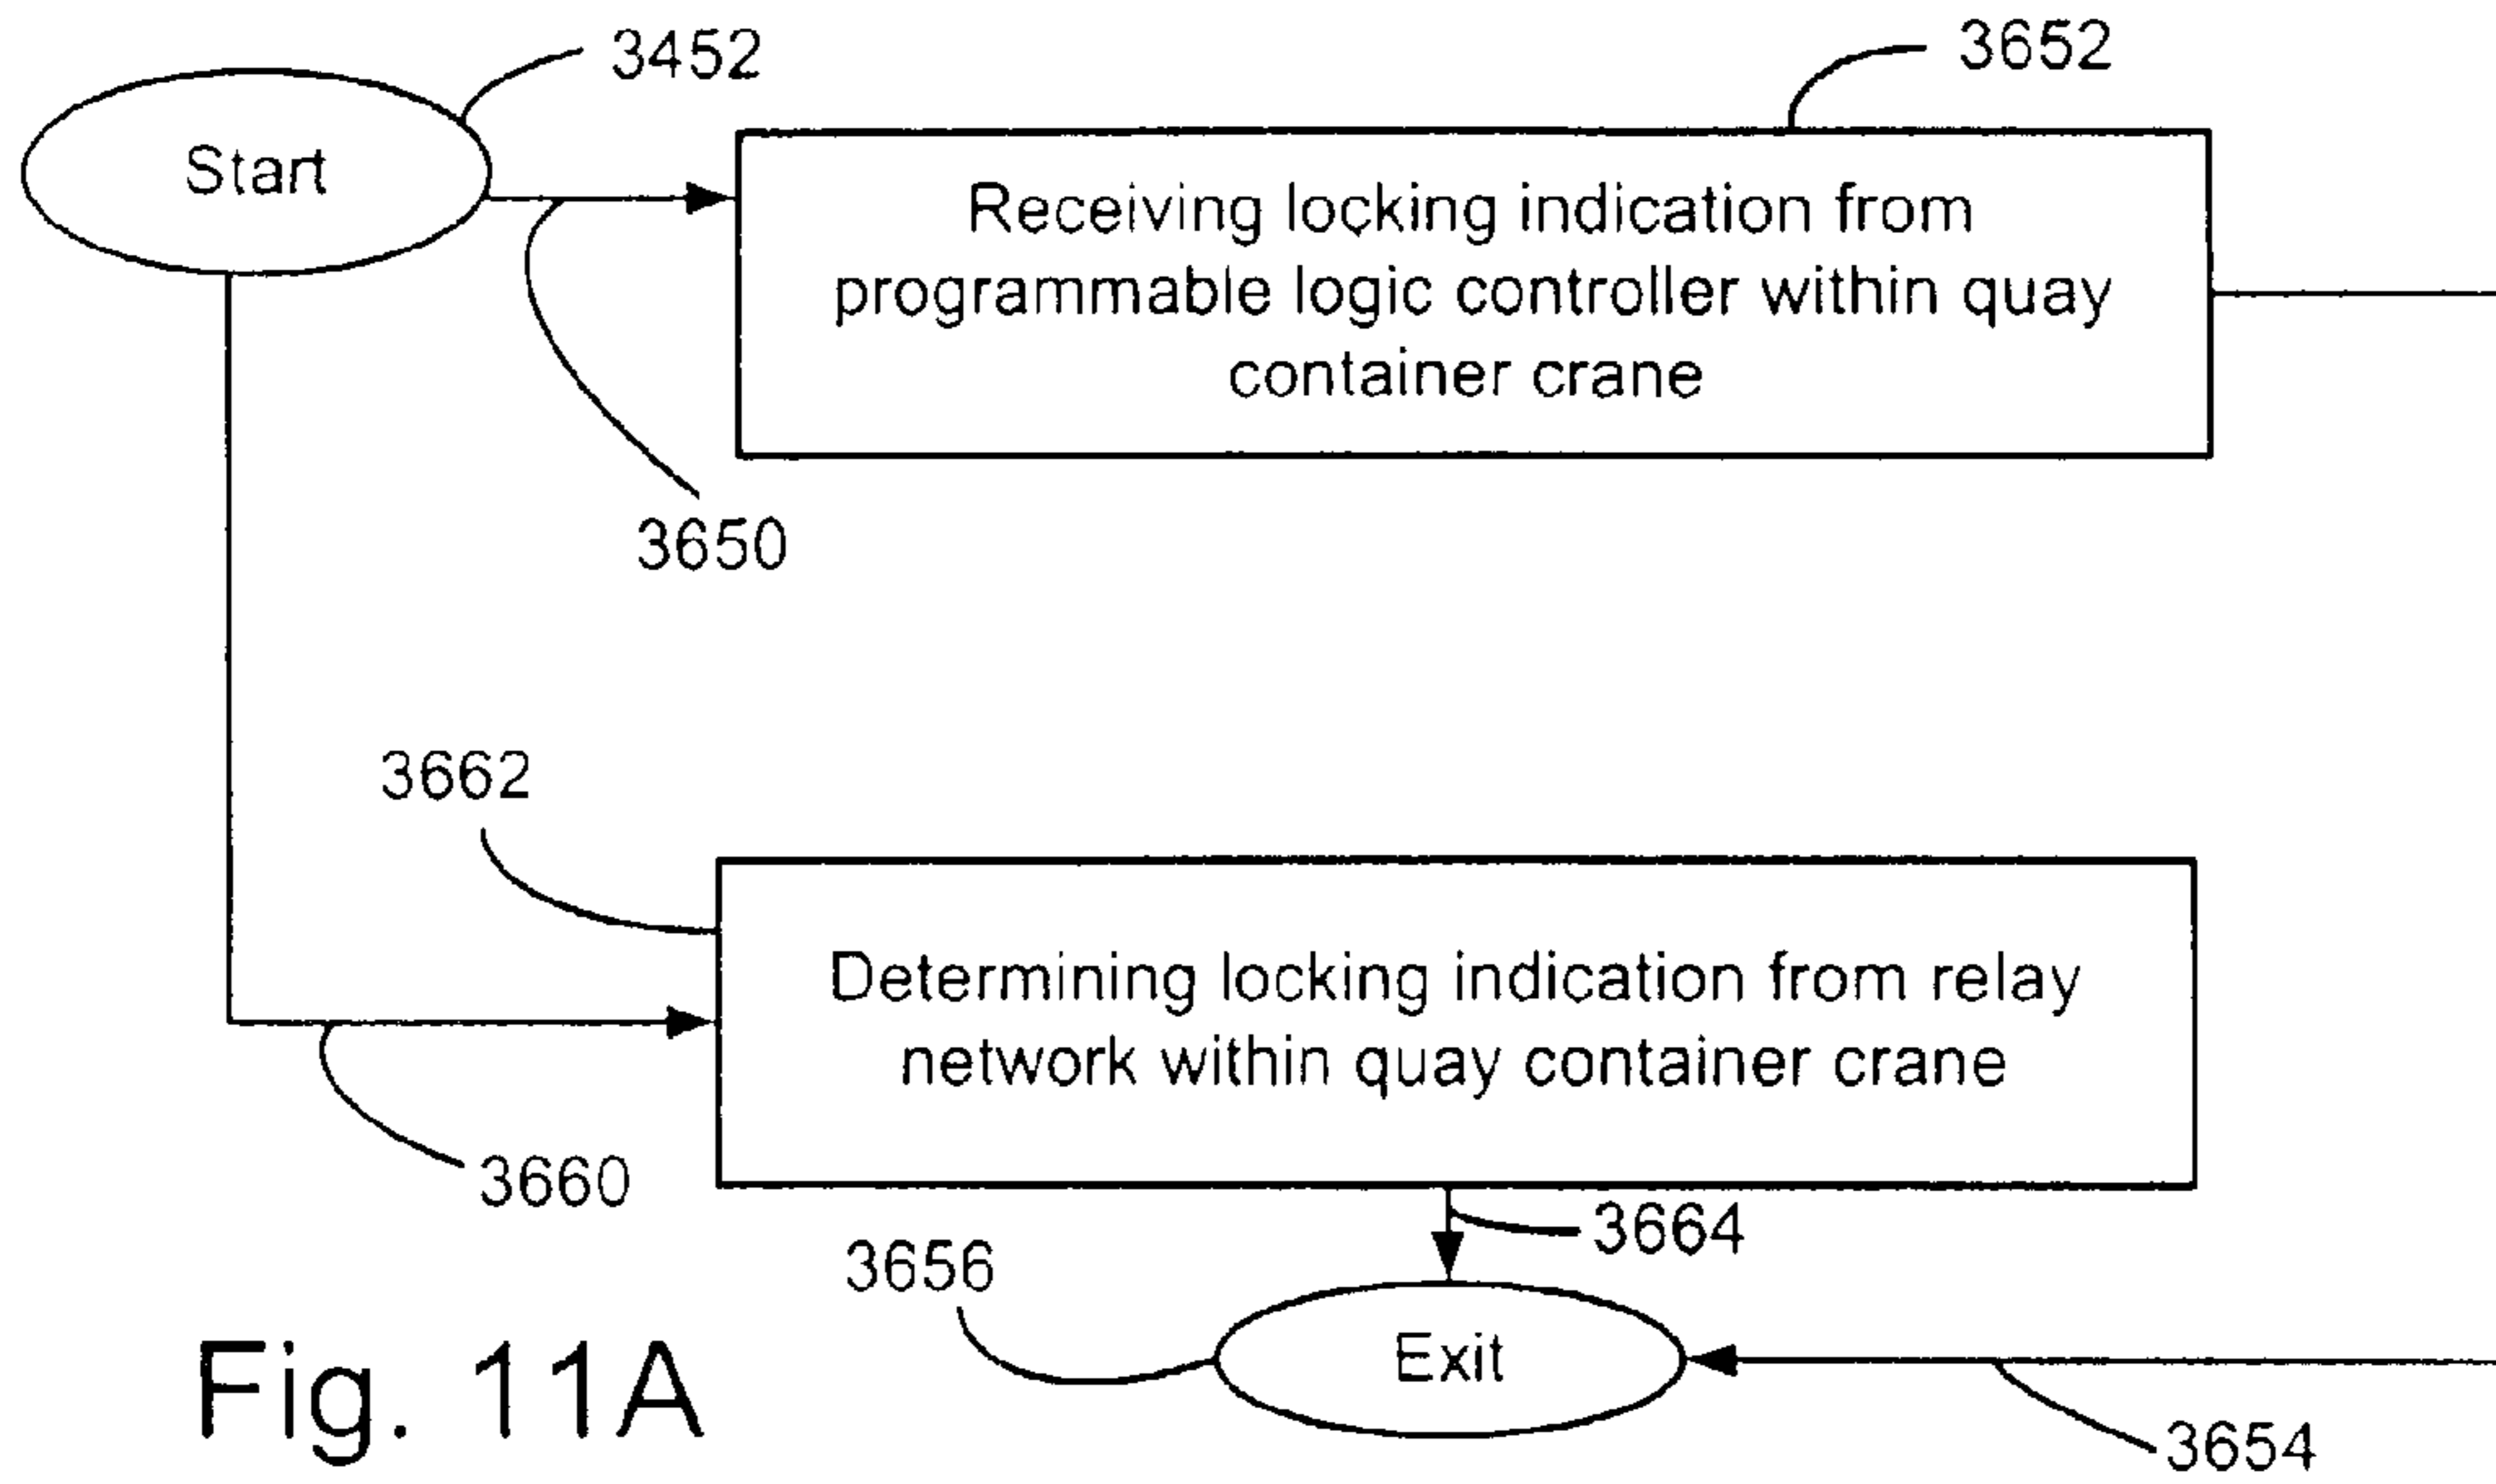 3452
3652
Start
Receiving locking indication from
programmable logic controller within quay
container crane
3650
3662
Determining locking indication from relay
network within quay container crane
3660
3664
3656
Exit
Fig. 11A
3654